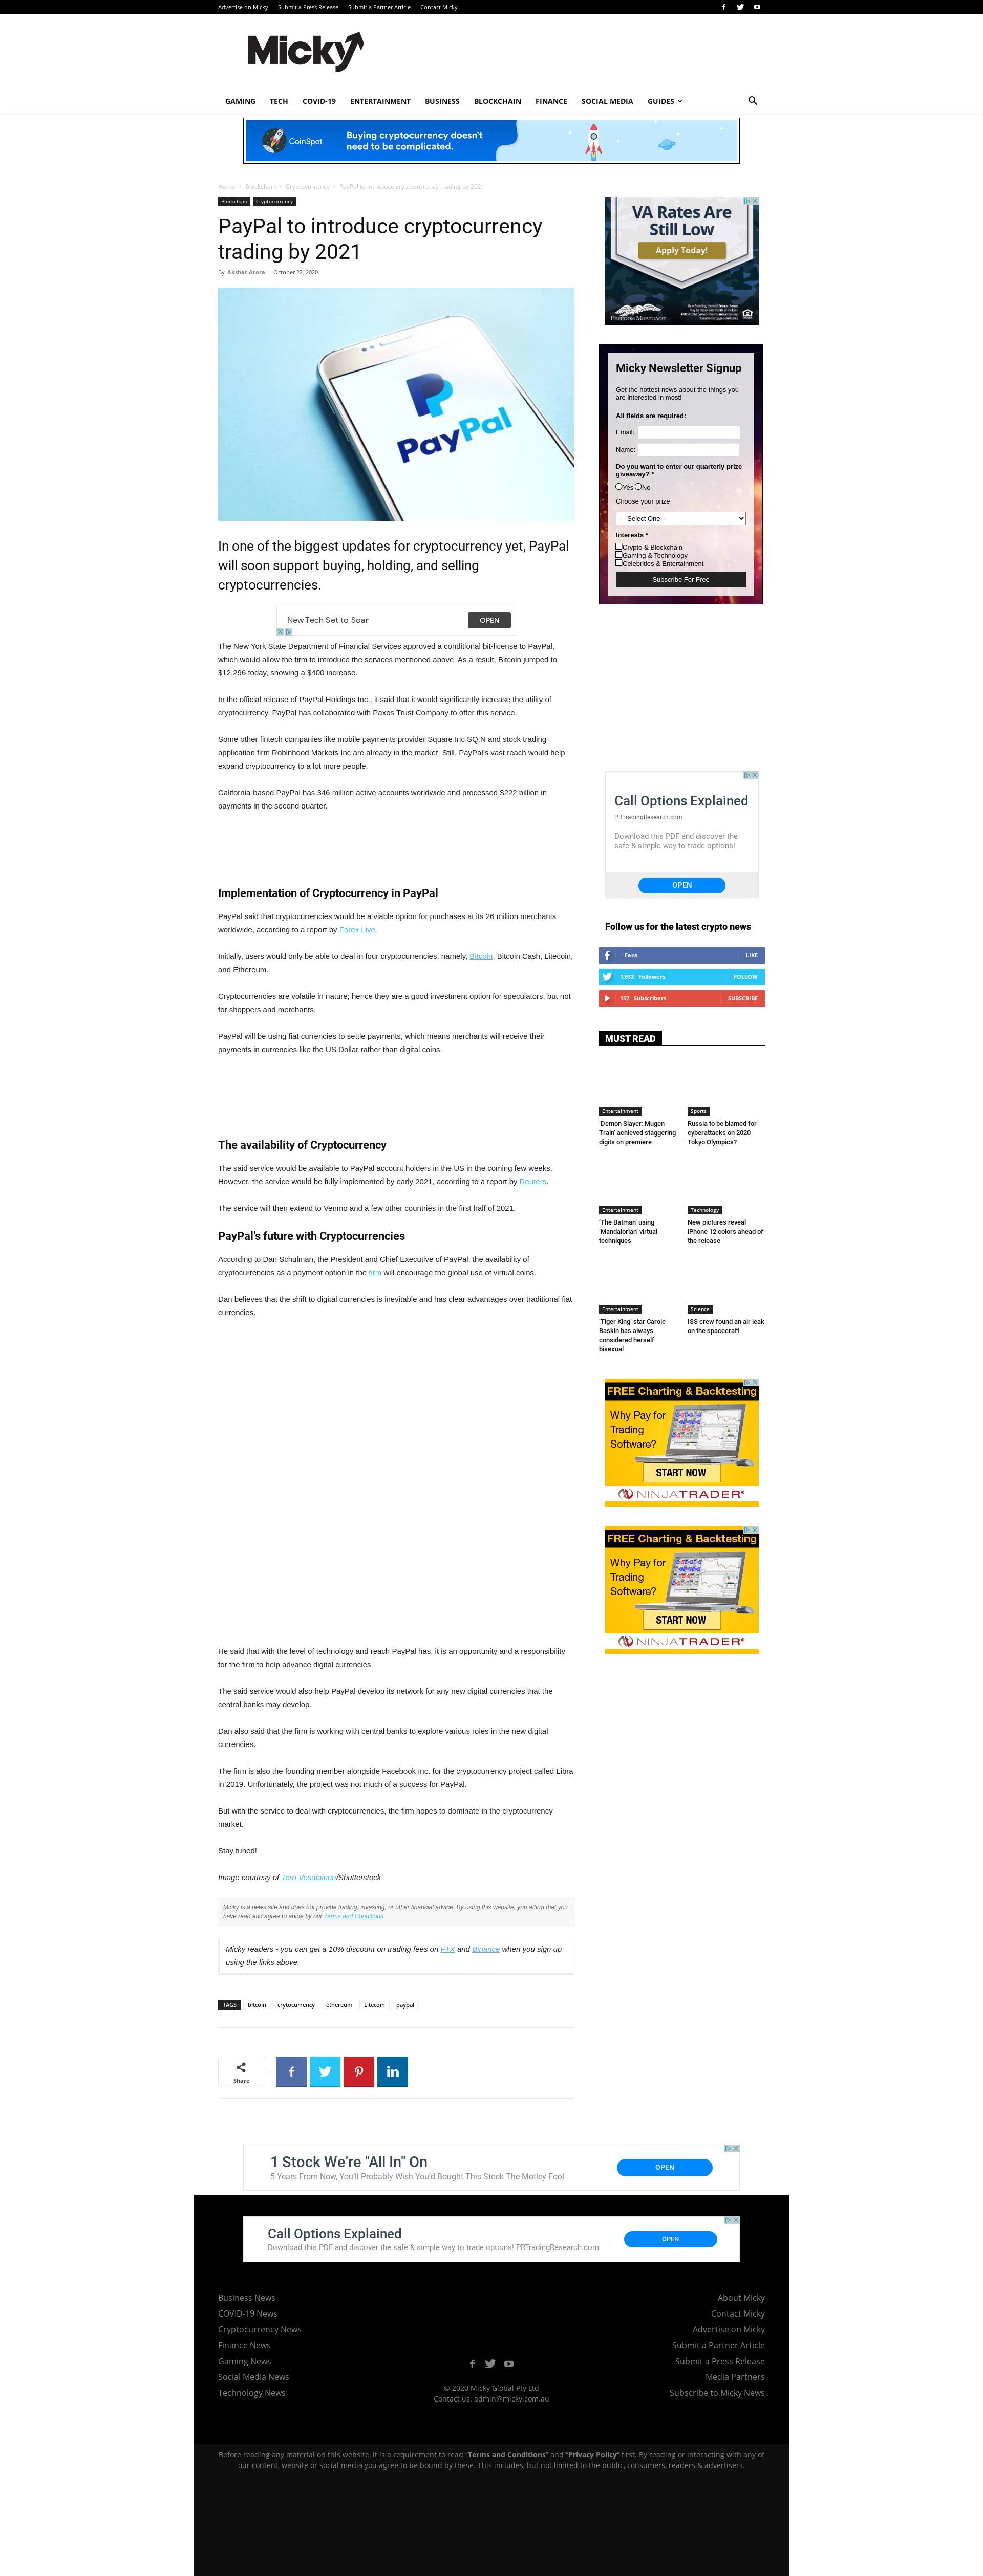 Advertise on Micky
Submit a Press Release
Submit a Partner Article
Contact Micky
Micky
GAMING
TECH
COVID-19
ENTERTAINMENT
BUSINESS
BLOCKCHAIN
FINANCE
SOCIAL MEDIA
GUIDES
CoinSpot
Buying cryptocurrency doesn't
need to be complicated.
Home › Blockchain › Cryptocurrency › PayPal to introduce cryptocurrency trading by 2021
Blockchain
Cryptocurrency
PayPal to introduce cryptocurrency
trading by 2021
By Akshat Arora - October 22, 2020
PayPal
In one of the biggest updates for cryptocurrency yet, PayPal
will soon support buying, holding, and selling
cryptocurrencies.
New Tech Set to Soar
OPEN
The New York State Department of Financial Services approved a conditional bit-license to PayPal,
which would allow the firm to introduce the services mentioned above. As a result, Bitcoin jumped to
$12,296 today, showing a $400 increase.
In the official release of PayPal Holdings Inc., it said that it would significantly increase the utility of
cryptocurrency. PayPal has collaborated with Paxos Trust Company to offer this service.
Some other fintech companies like mobile payments provider Square Inc SQ.N and stock trading
application firm Robinhood Markets Inc are already in the market. Still, PayPal's vast reach would help
expand cryptocurrency to a lot more people.
California-based PayPal has 346 million active accounts worldwide and processed $222 billion in
payments in the second quarter.
Implementation of Cryptocurrency in PayPal
PayPal said that cryptocurrencies would be a viable option for purchases at its 26 million merchants
worldwide, according to a report by Forex Live.
Initially, users would only be able to deal in four cryptocurrencies, namely, Bitcoin, Bitcoin Cash, Litecoin,
and Ethereum.
Cryptocurrencies are volatile in nature; hence they are a good investment option for speculators, but not
for shoppers and merchants.
PayPal will be using fiat currencies to settle payments, which means merchants will receive their
payments in currencies like the US Dollar rather than digital coins.
The availability of Cryptocurrency
The said service would be available to PayPal account holders in the US in the coming few weeks.
However, the service would be fully implemented by early 2021, according to a report by Reuters.
The service will then extend to Venmo and a few other countries in the first half of 2021.
PayPal's future with Cryptocurrencies
According to Dan Schulman, the President and Chief Executive of PayPal, the availability of
cryptocurrencies as a payment option in the firm will encourage the global use of virtual coins.
Dan believes that the shift to digital currencies is inevitable and has clear advantages over traditional fiat
currencies.
He said that with the level of technology and reach PayPal has, it is an opportunity and a responsibility
for the firm to help advance digital currencies.
The said service would also help PayPal develop its network for any new digital currencies that the
central banks may develop.
Dan also said that the firm is working with central banks to explore various roles in the new digital
currencies.
The firm is also the founding member alongside Facebook Inc. for the cryptocurrency project called Libra
in 2019. Unfortunately, the project was not much of a success for PayPal.
But with the service to deal with cryptocurrencies, the firm hopes to dominate in the cryptocurrency
market.
Stay tuned!
Image courtesy of Tero Vesalainen/Shutterstock
Micky is a news site and does not provide trading, investing, or other financial advice. By using this website, you affirm that you
have read and agree to abide by our Terms and Conditions.
Micky readers - you can get a 10% discount on trading fees on FTX and Binance when you sign up
using the links above.
TAGS
bitcoin
crytocurrency
ethereum
Litecoin
paypal
Share
VA Rates Are
Still Low
Apply Today!
FREEDOM MORTGAGE
Micky Newsletter Signup
Get the hottest news about the things you
are interested in most!
All fields are required:
Email:
Name:
Do you want to enter our quarterly prize
giveaway? *
Yes No
Choose your prize
-- Select One --
Interests *
Crypto & Blockchain
Gaming & Technology
Celebrities & Entertainment
Subscribe For Free
Call Options Explained
PRTradingResearch.com
Download this PDF and discover the
safe & simple way to trade options!
OPEN
Follow us for the latest crypto news
Fans
LIKE
1,632 Followers
FOLLOW
157 Subscribers
SUBSCRIBE
MUST READ
Entertainment
'Demon Slayer: Mugen
Train' achieved staggering
digits on premiere
Sports
Russia to be blamed for
cyberattacks on 2020
Tokyo Olympics?
Entertainment
'The Batman' using
'Mandalorian' virtual
techniques
Technology
New pictures reveal
iPhone 12 colors ahead of
the release
Entertainment
'Tiger King' star Carole
Baskin has always
considered herself
bisexual
Science
ISS crew found an air leak
on the spacecraft
FREE Charting & Backtesting
Why Pay for
Trading
Software?
START NOW
NINJATRADER®
FREE Charting & Backtesting
Why Pay for
Trading
Software?
START NOW
NINJATRADER®
1 Stock We're "All In" On
5 Years From Now, You'll Probably Wish You'd Bought This Stock The Motley Fool
OPEN
Call Options Explained
Download this PDF and discover the safe & simple way to trade options! PRTradingResearch.com
OPEN
Business News
COVID-19 News
Cryptocurrency News
Finance News
Gaming News
Social Media News
Technology News
© 2020 Micky Global Pty Ltd
Contact us: admin@micky.com.au
About Micky
Contact Micky
Advertise on Micky
Submit a Partner Article
Submit a Press Release
Media Partners
Subscribe to Micky News
Before reading any material on this website, it is a requirement to read "Terms and Conditions" and "Privacy Policy" first. By reading or interacting with any of
our content, website or social media you agree to be bound by these. This includes, but not limited to the public, consumers, readers & advertisers.